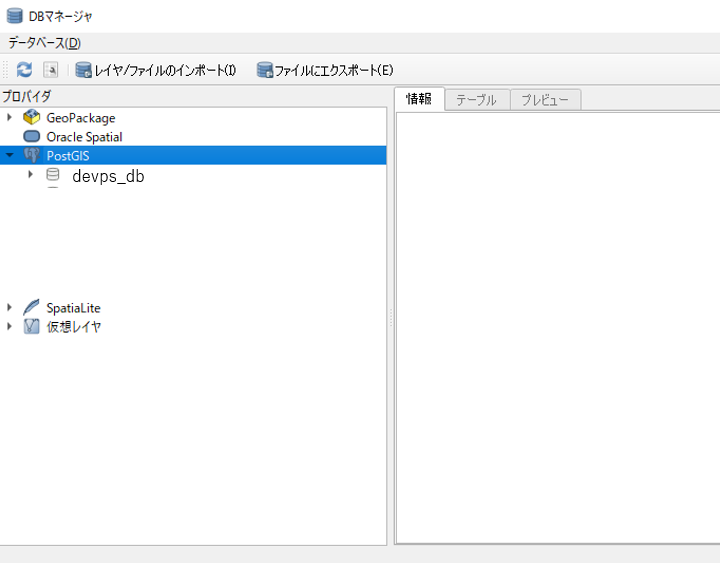 DBマネージャ
データベース(D)
レイヤ/ファイルのインポート(I) ファイルにエクスポート(E)
プロバイダ
情報 テーブル プレビュー
GeoPackage
Oracle Spatial
PostGIS
devps_db
SpatiaLite
仮想レイヤ